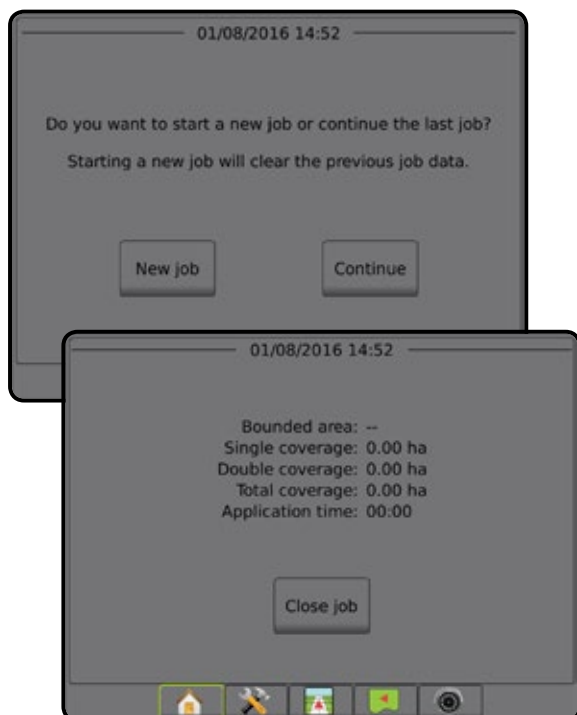 01/08/2016 14:52
Do you want to start a new job or continue the last job?
Starting a new job will clear the previous job data.
New job
Continue
01/08/2016 14:52
Bounded area: --
Single coverage: 0.00 ha
Double coverage: 0.00 ha
Total coverage: 0.00 ha
Application time: 00:00
Close job